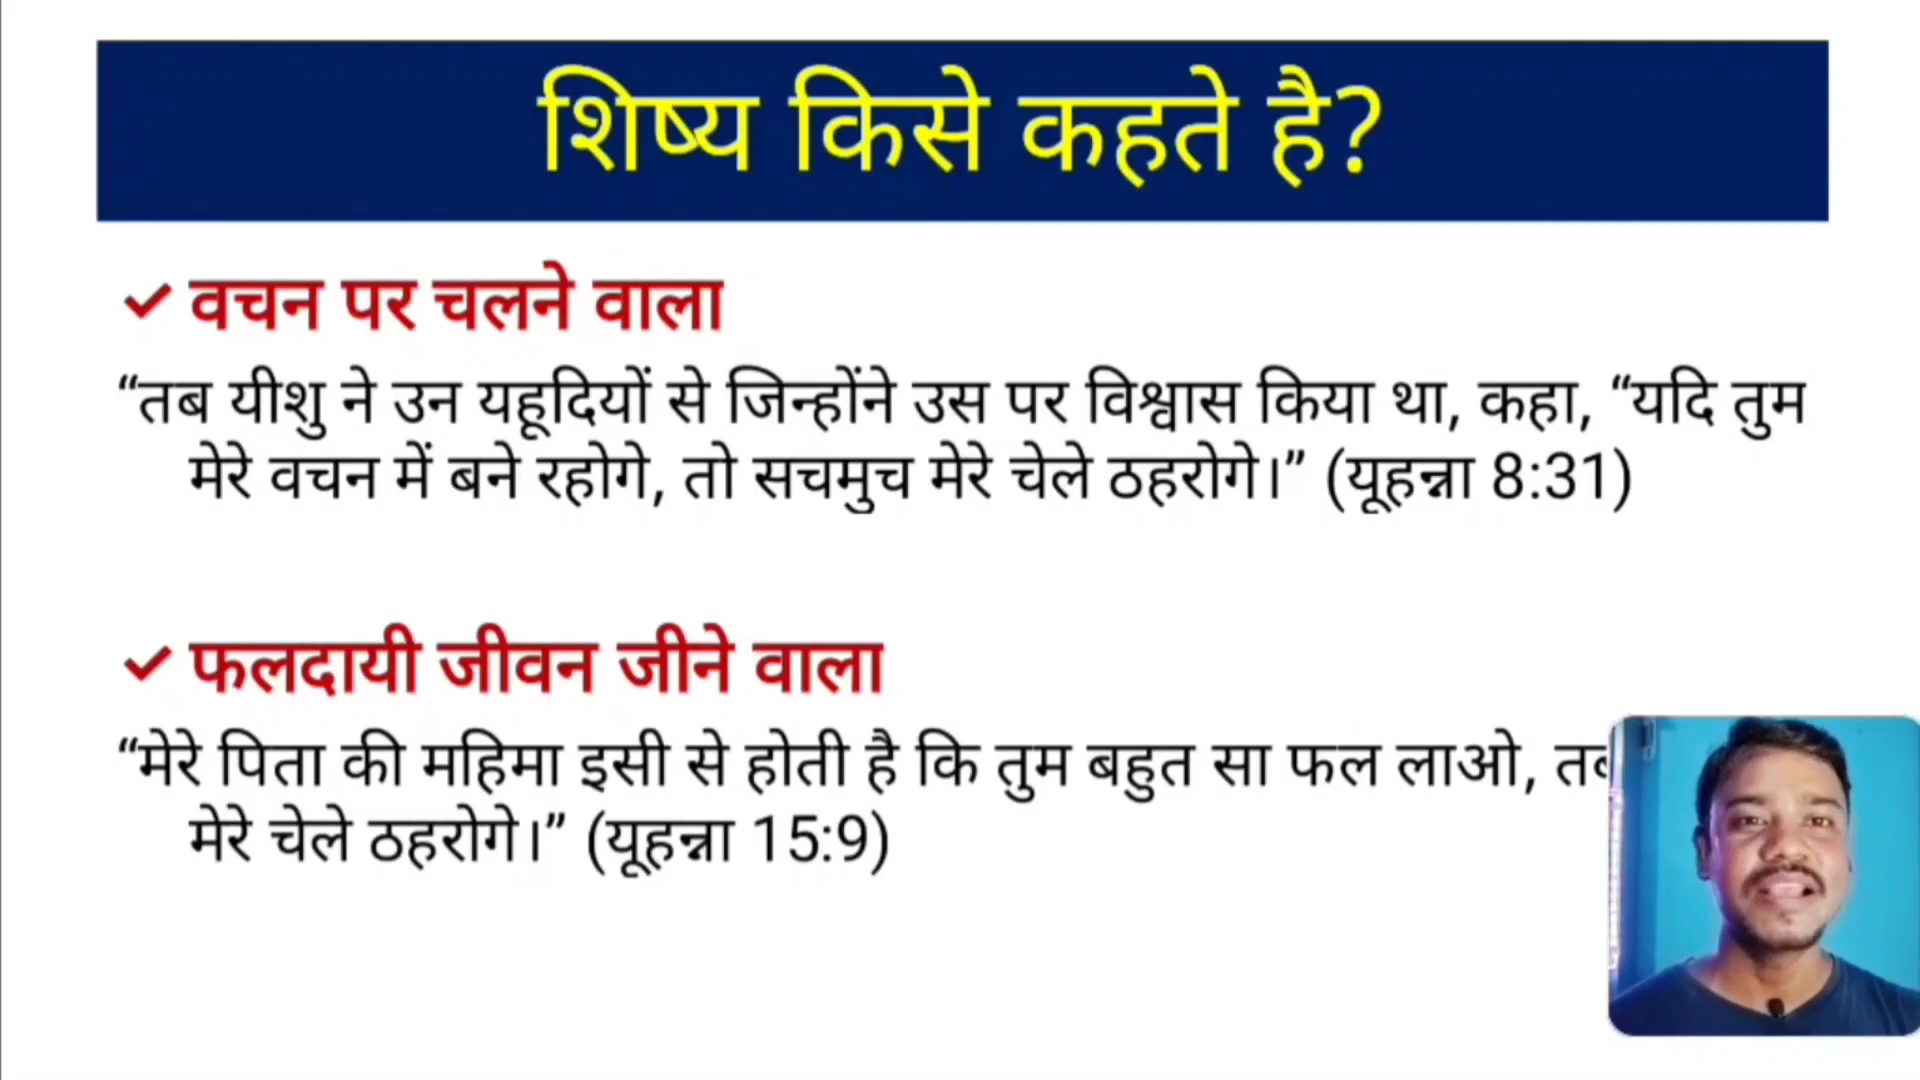 शिष्य किसे कहते है?
✓ वचन पर चलने वाला
“तब यीशु ने उन यहूदियों से जिन्होंने उस पर विश्वास किया था, कहा, “यदि तुम
मेरे वचन में बने रहोगे, तो सचमुच मेरे चेले ठहरोगे।” (यूहन्ना 8:31)
✓ फलदायी जीवन जीने वाला
“मेरे पिता की महिमा इसी से होती है कि तुम बहुत सा फल लाओ,
मेरे चेले ठहरोगे।” (यूहन्ना 15:9)